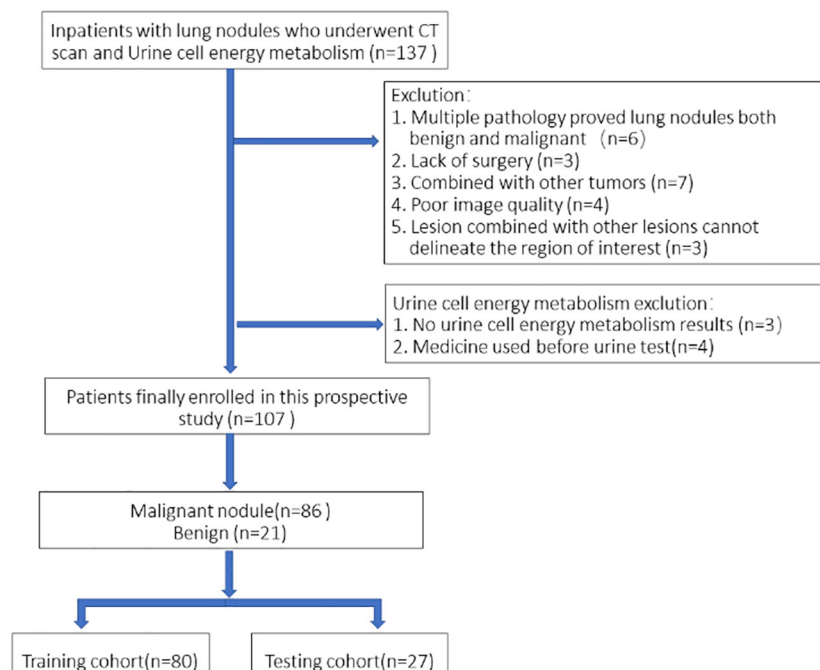 Inpatients with lung nodules who underwent CT
scan and Urine cell energy metabolism (n=137 )
Exclution：
1. Multiple pathology proved lung nodules both
benign and malignant （n=6)
2. Lack of surgery (n=3)
3. Combined with other tumors (n=7)
4. Poor image quality (n=4)
5. Lesion combined with other lesions cannot
delineate the region of interest (n=3)
Urine cell energy metabolism exclution：
1. No urine cell energy metabolism results (n=3)
2. Medicine used before urine test(n=4)
Patients finally enrolled in this prospective
study (n=107 )
Malignant nodule(n=86 )
Benign (n=21)
Training cohort(n=80)
Testing cohort(n=27)